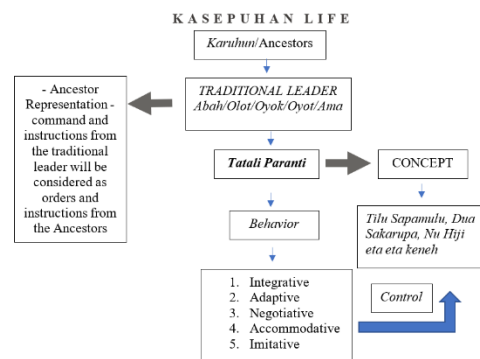 KASEPUHAN LIFE
Karuhun/Ancestors
- Ancestor
Representation -
command and
instructions from
the traditional
leader will be
considered as
orders and
instructions from
the Ancestors
TRADITIONAL LEADER
Abah/Olot/Oyok/Oyot/Ama
Tatali Paranti
CONCEPT
Behavior
Tilu Sapamulu, Dua
Sakarupa, Nu Hiji
eta eta keneh
1. Integrative
2. Adaptive
3. Negotiative
4. Accommodative
5. Imitative
Control